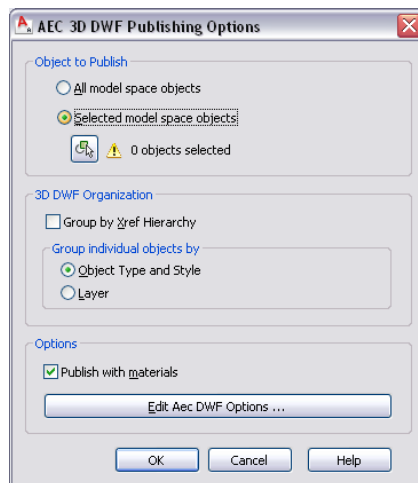 AEC 3D DWF Publishing Options
Object to Publish
All model space objects
Selected model space objects
0 objects selected
3D DWF Organization
Group by Xref Hierarchy
Group individual objects by
Object Type and Style
Layer
Options
Publish with materials
Edit Aec DWF Options ...
OK Cancel Help